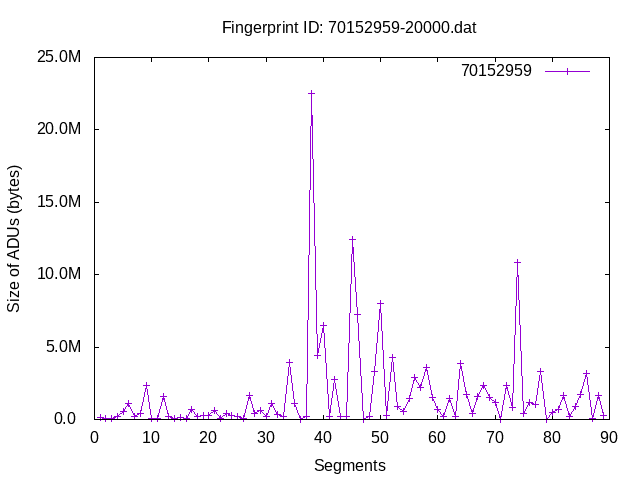 Fingerprint ID: 70152959-20000.dat
25.0M
70152959
20.0M
15.0M
Size of ADUs (bytes)
10.0M
5.0M
0.0
0 10 20 30 40 50 60 70 80 90
Segments